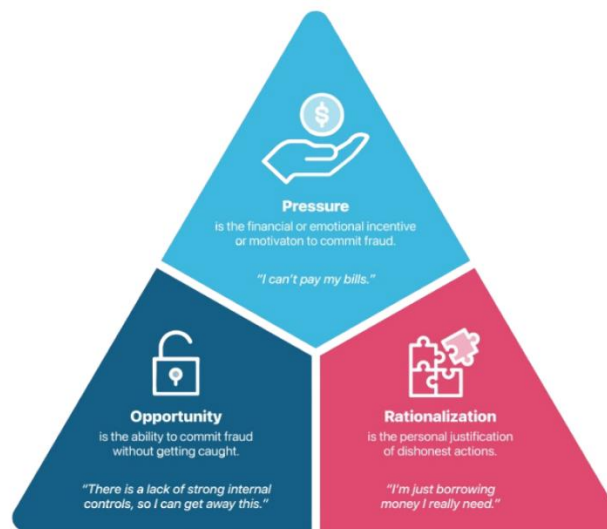 $
Pressure
is the financial or emotional incentive
or motivaton to commit fraud.
"I can't pay my bills."
Opportunity
is the ability to commit fraud
without getting caught.
"There is a lack of strong internal
controls, so I can get away this."
Rationalization
is the personal justification
of dishonest actions.
"I'm just borrowing
money I really need."